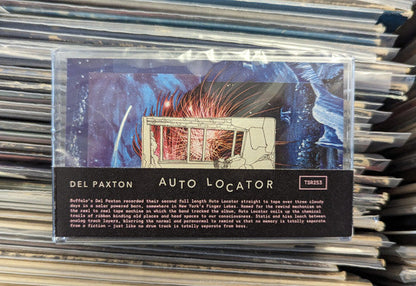 DEL PAXTON
AUTO LOCATOR
TSR253
Buffalo's Del Paxton recorded their second full length Auto Locator straight to tape over three cloudy
days in a solar powered barn, somewhere in New York's Finger Lakes. Named for the rewind mechanism on
the reel to reel tape machine on which the band tracked the album, Auto Locator coils up the chemical
trails of ribbon binding old places and head spaces to our consciousness. Static and hiss leach between
analog track layers, blurring the normal and paranormal to remind us that no memory is totally separate
from a fiction — just like no drum track is totally separate from bass.